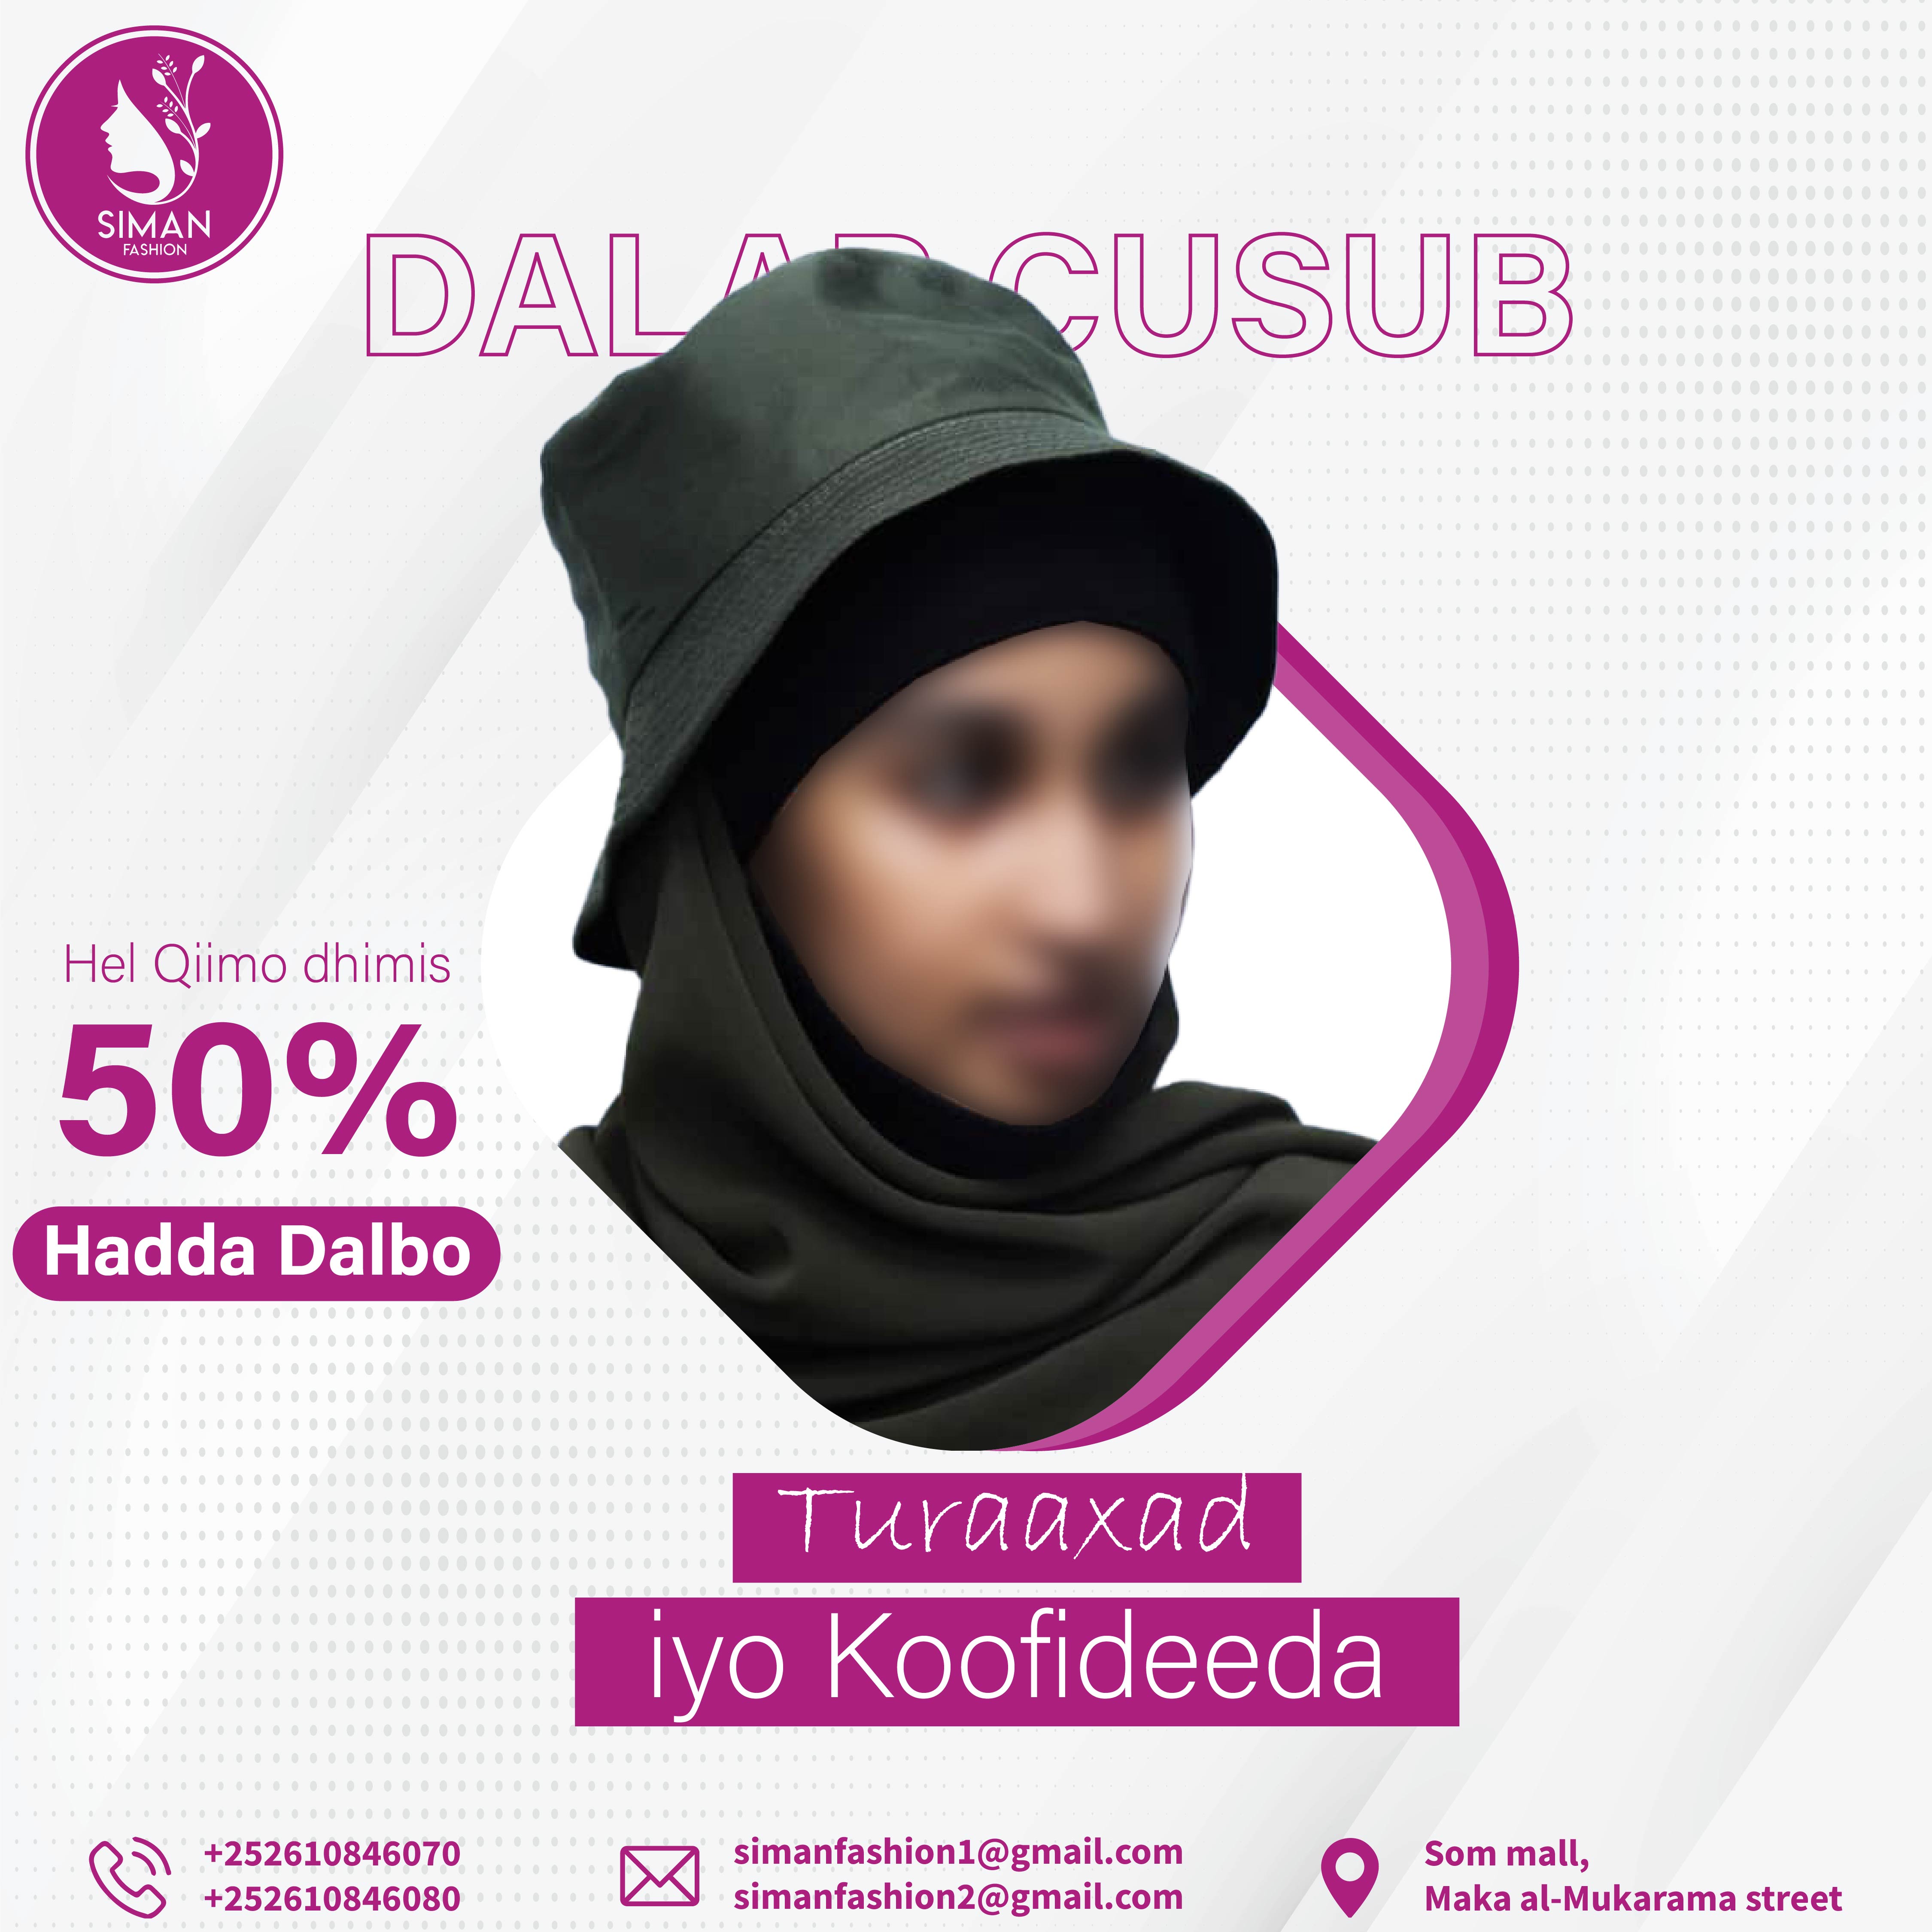 SIMAN
FASHION
DALAB CUSUB
Hel Qiimo dhimis
50%
Hadda Dalbo
Turaaxad
iyo Koofideeda
+252610846070
+252610846080
simanfashion1@gmail.com
simanfashion2@gmail.com
Som mall,
Maka al-Mukarama street